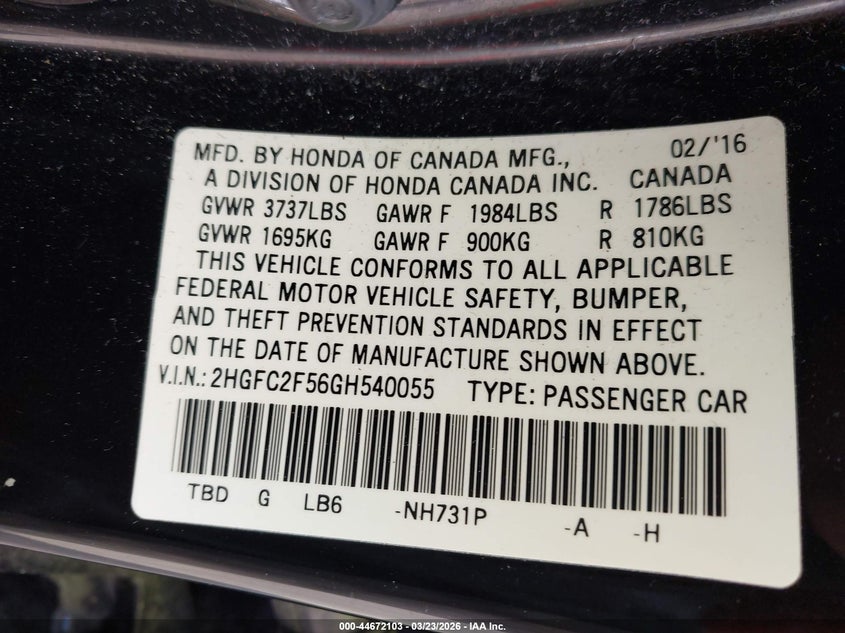 MFD. BY HONDA OF CANADA MFG., 02/'16
A DIVISION OF HONDA CANADA INC. CANADA
GVWR 3737LBS GAWR F 1984LBS R 1786LBS
GVWR 1695KG GAWR F 900KG R 810KG
THIS VEHICLE CONFORMS TO ALL APPLICABLE
FEDERAL MOTOR VEHICLE SAFETY, BUMPER,
AND THEFT PREVENTION STANDARDS IN EFFECT
ON THE DATE OF MANUFACTURE SHOWN ABOVE.
V.I.N.: 2HGFC2F56GH540055 TYPE: PASSENGER CAR
TBD G LB6 -NH731P -A -H
000-44672103 - 03/23/2026 - IAA Inc.